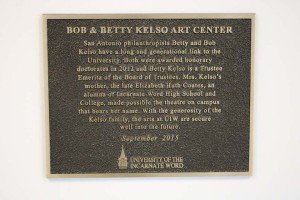 BOB & BETTY KELSO ART CENTER
San Antonio philanthropists Betty and Bob
Kelso have a long and generational link to the
University. Both were awarded honorary
doctorates in 2012 and Betty Kelso is a Trustee
Emerita of the Board of Trustees. Mrs. Kelso's
mother, the late Elizabeth Huth Coates, an
alumna of Incarnate Word High School and
College, made possible the theatre on campus
that bears her name. With the generosity of the
Kelso family, the arts at UIW are secure
well into the future.
September 2015
UNIVERSITY OF THE
INCARNATE WORD